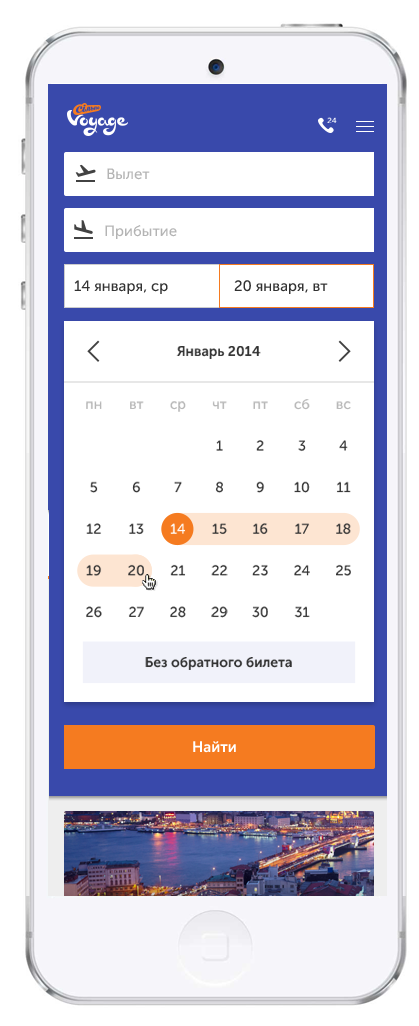 Voyage
24
Вылет
Прибытие
14 января, ср 20 января, вт
Январь 2014
пн вт ср чт пт сб вс
1 2 3 4
5 6 7 8 9 10 11
12 13 14 15 16 17 18
19 20 21 22 23 24 25
26 27 28 29 30 31
Без обратного билета
Найти